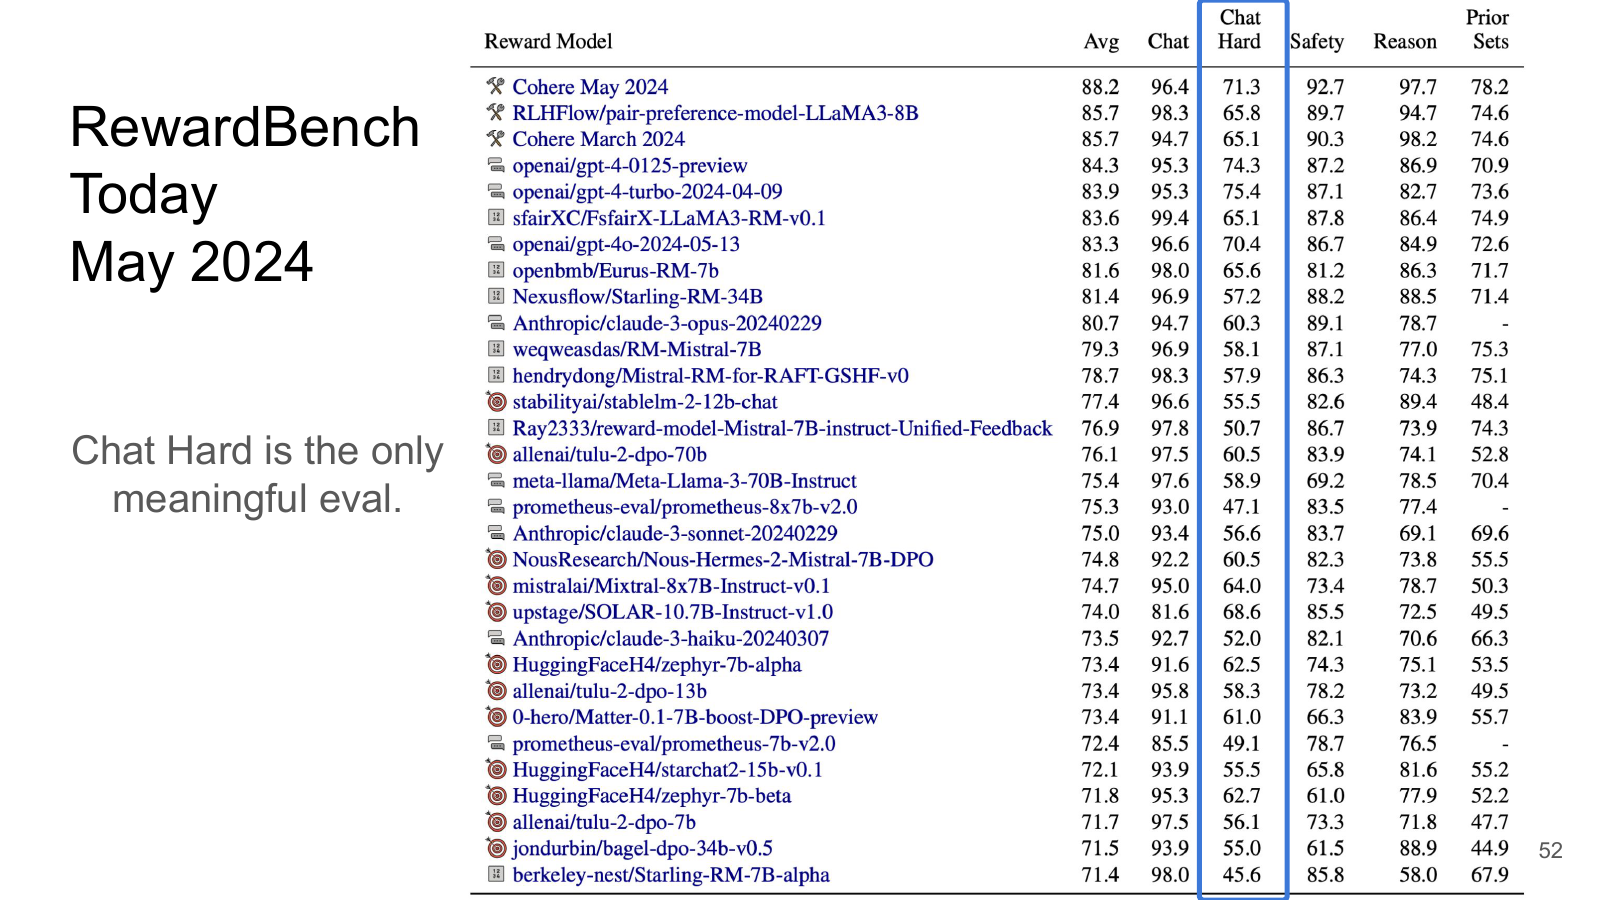 RewardBench
Today
May 2024
Chat Hard is the only
meaningful eval.
Reward Model Avg Chat Chat Hard Safety Reason Prior Sets
Cohere May 2024 88.2 96.4 71.3 92.7 97.7 78.2
RLHFlow/pair-preference-model-LLaMA3-8B 85.7 98.3 65.8 89.7 94.7 74.6
Cohere March 2024 85.7 94.7 65.1 90.3 98.2 74.6
openai/gpt-4-0125-preview 84.3 95.3 74.3 87.2 86.9 70.9
openai/gpt-4-turbo-2024-04-09 83.9 95.3 75.4 87.1 82.7 73.6
sfairXC/FsfairX-LLaMA3-RM-v0.1 83.6 99.4 65.1 87.8 86.4 74.9
openai/gpt-4o-2024-05-13 83.3 96.6 70.4 86.7 84.9 72.6
openbmb/Eurus-RM-7b 81.6 98.0 65.6 81.2 86.3 71.7
Nexusflow/Starling-RM-34B 81.4 96.9 57.2 88.2 88.5 71.4
Anthropic/claude-3-opus-20240229 80.7 94.7 60.3 89.1 78.7 -
weqweasdas/RM-Mistral-7B 79.3 96.9 58.1 87.1 77.0 75.3
hendrydong/Mistral-RM-for-RAFT-GSHF-v0 78.7 98.3 57.9 86.3 74.3 75.1
stabilityai/stablelm-2-12b-chat 77.4 96.6 55.5 82.6 89.4 48.4
Ray2333/reward-model-Mistral-7B-instruct-Unified-Feedback 76.9 97.8 50.7 86.7 73.9 74.3
allenai/tulu-2-dpo-70b 76.1 97.5 60.5 83.9 74.1 52.8
meta-llama/Meta-Llama-3-70B-Instruct 75.4 97.6 58.9 69.2 78.5 70.4
prometheus-eval/prometheus-8x7b-v2.0 75.3 93.0 47.1 83.5 77.4 -
Anthropic/claude-3-sonnet-20240229 75.0 93.4 56.6 83.7 69.1 69.6
NousResearch/Nous-Hermes-2-Mistral-7B-DPO 74.8 92.2 60.5 82.3 73.8 55.5
mistralai/Mixtral-8x7B-Instruct-v0.1 74.7 95.0 64.0 73.4 78.7 50.3
upstage/SOLAR-10.7B-Instruct-v1.0 74.0 81.6 68.6 85.5 72.5 49.5
Anthropic/claude-3-haiku-20240307 73.5 92.7 52.0 82.1 70.6 66.3
HuggingFaceH4/zephyr-7b-alpha 73.4 91.6 62.5 74.3 75.1 53.5
allenai/tulu-2-dpo-13b 73.4 95.8 58.3 78.2 73.2 49.5
0-hero/Matter-0.1-7B-boost-DPO-preview 73.4 91.1 61.0 66.3 83.9 55.7
prometheus-eval/prometheus-7b-v2.0 72.4 85.5 49.1 78.7 76.5 -
HuggingFaceH4/starchat2-15b-v0.1 72.1 93.9 55.5 65.8 81.6 55.2
HuggingFaceH4/zephyr-7b-beta 71.8 95.3 62.7 61.0 77.9 52.2
allenai/tulu-2-dpo-7b 71.7 97.5 56.1 73.3 71.8 47.7
jondurbin/bagel-dpo-34b-v0.5 71.5 93.9 55.0 61.5 88.9 44.9
berkeley-nest/Starling-RM-7B-alpha 71.4 98.0 45.6 85.8 58.0 67.9
52